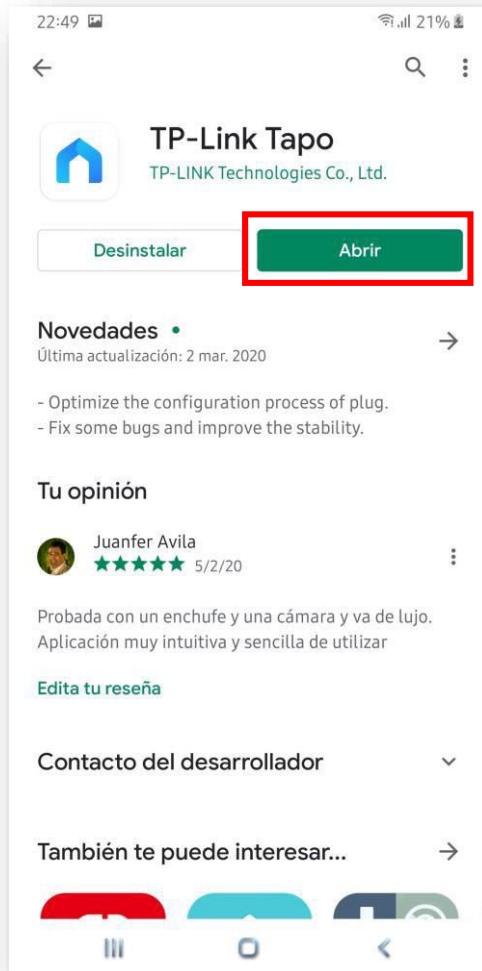 22:49 21%
TP-Link Tapo
TP-LINK Technologies Co., Ltd.
Desinstalar Abrir
Novedades •
Última actualización: 2 mar. 2020
- Optimize the configuration process of plug.
- Fix some bugs and improve the stability.
Tu opinión
Juanfer Avila
★★★★★ 5/2/20
Probada con un enchufe y una cámara y va de lujo.
Aplicación muy intuitiva y sencilla de utilizar
Edita tu reseña
Contacto del desarrollador
También te puede interesar...